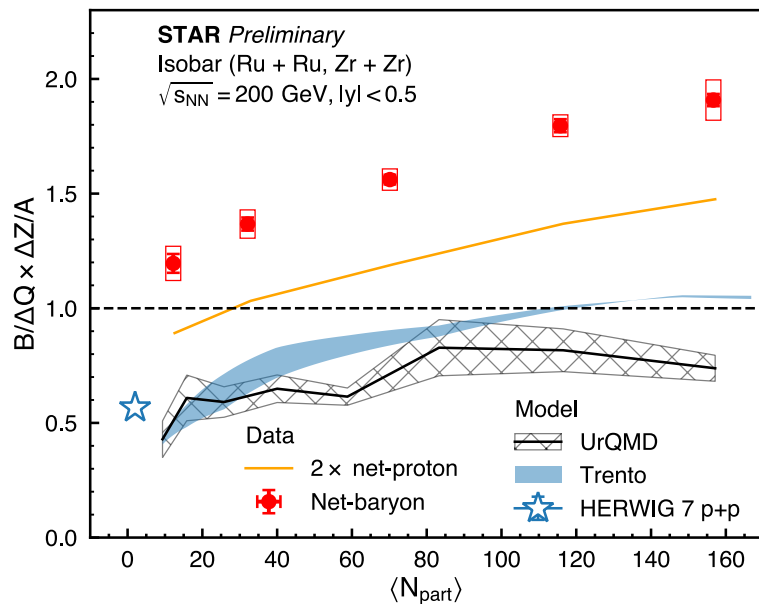 STAR Preliminary
Isobar (Ru + Ru, Zr + Zr)
√s_NN = 200 GeV, |y| < 0.5
B/ΔQ × ΔZ/A
2.0
1.5
1.0
0.5
0.0
Data
2 × net-proton
Net-baryon
Model
UrQMD
Trento
HERWIG 7 p+p
0 20 40 60 80 100 120 140 160
⟨N_part⟩